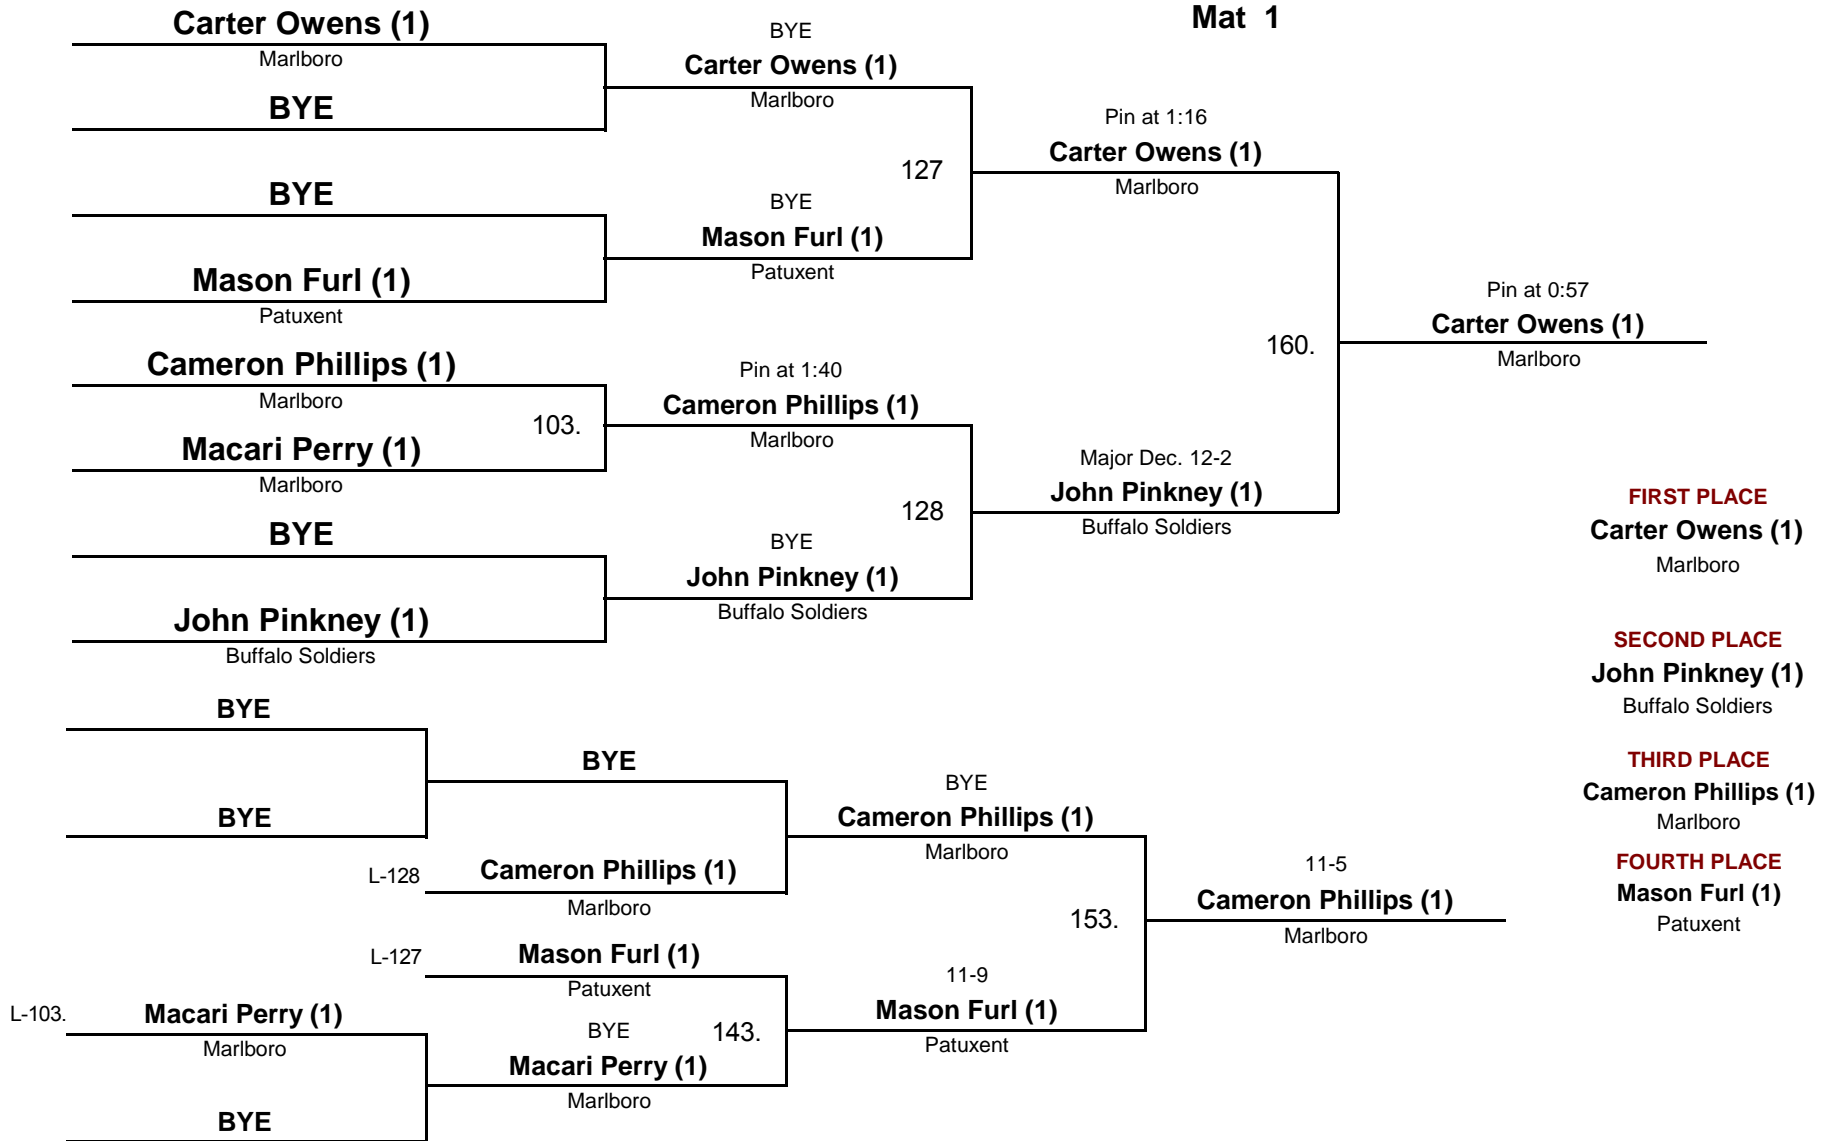 Mat 1
Carter Owens (1)
Marlboro
BYE
BYE
Mason Furl (1)
Patuxent
Cameron Phillips (1)
Marlboro
103.
Macari Perry (1)
Marlboro
BYE
John Pinkney (1)
Buffalo Soldiers
BYE
Carter Owens (1)
Marlboro
127
BYE
Mason Furl (1)
Patuxent
Pin at 1:40
Cameron Phillips (1)
Marlboro
128
BYE
John Pinkney (1)
Buffalo Soldiers
Pin at 1:16
Carter Owens (1)
Marlboro
160.
Major Dec. 12-2
John Pinkney (1)
Buffalo Soldiers
Pin at 0:57
Carter Owens (1)
Marlboro
FIRST PLACE
Carter Owens (1)
Marlboro
SECOND PLACE
John Pinkney (1)
Buffalo Soldiers
THIRD PLACE
Cameron Phillips (1)
Marlboro
FOURTH PLACE
Mason Furl (1)
Patuxent
BYE
BYE
L-103.
Macari Perry (1)
Marlboro
BYE
BYE
L-128
Cameron Phillips (1)
Marlboro
L-127
Mason Furl (1)
Patuxent
BYE
143.
Macari Perry (1)
Marlboro
BYE
Cameron Phillips (1)
Marlboro
153.
11-9
Mason Furl (1)
Patuxent
11-5
Cameron Phillips (1)
Marlboro